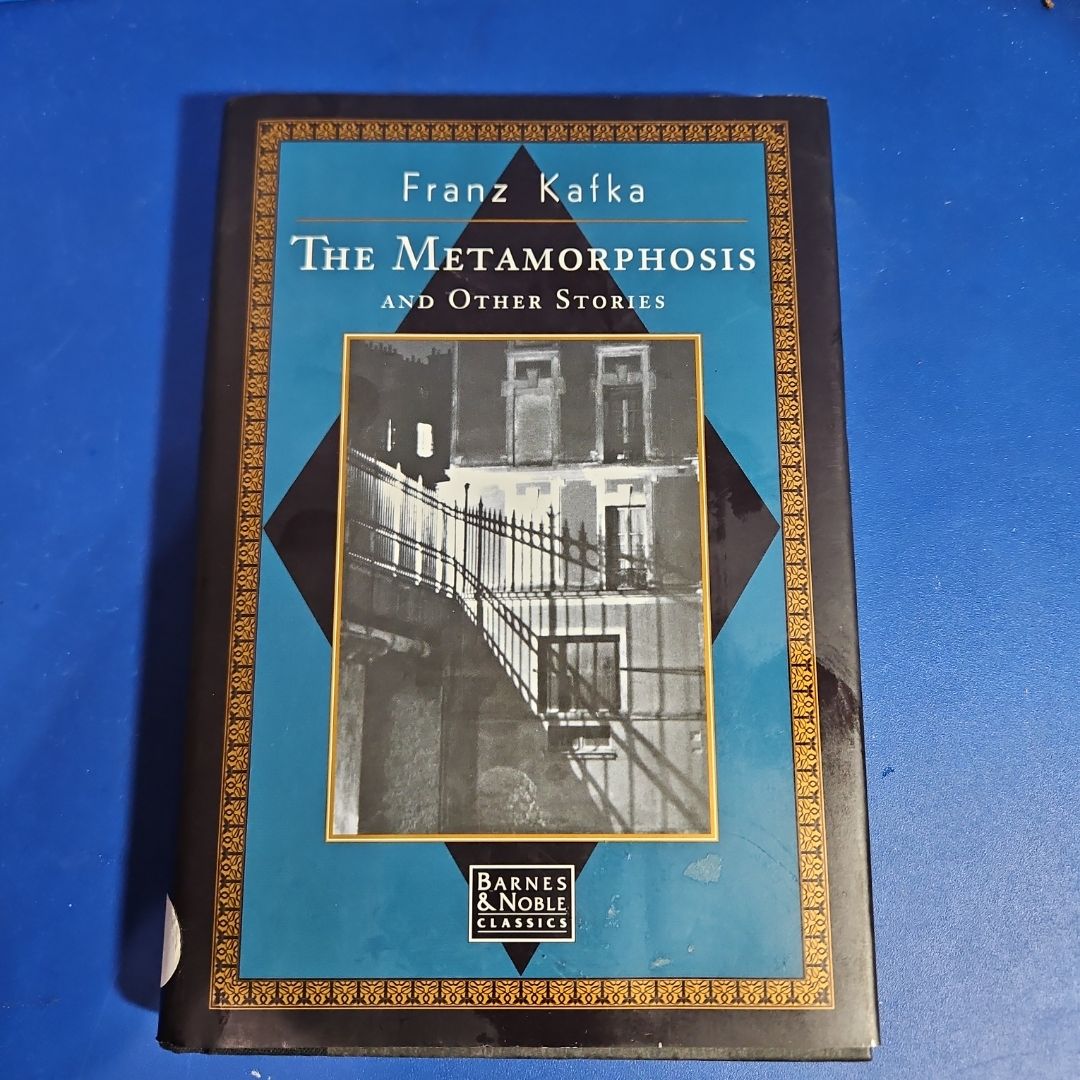 Franz Kafka
THE METAMORPHOSIS
AND OTHER STORIES
BARNES
& NOBLE
CLASSICS